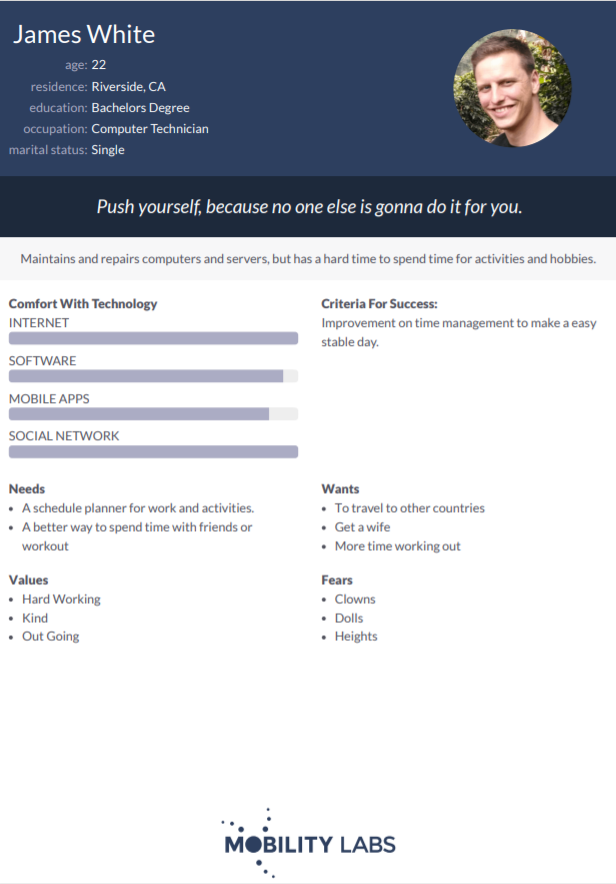 James White
age: 22
residence: Riverside, CA
education: Bachelors Degree
occupation: Computer Technician
marital status: Single
Push yourself, because no one else is gonna do it for you.
Maintains and repairs computers and servers, but has a hard time to spend time for activities and hobbies.
Comfort With Technology
INTERNET
SOFTWARE
MOBILE APPS
SOCIAL NETWORK
Criteria For Success:
Improvement on time management to make a easy
stable day.
Needs
• A schedule planner for work and activities.
• A better way to spend time with friends or
workout
Wants
• To travel to other countries
• Get a wife
• More time working out
Values
• Hard Working
• Kind
• Out Going
Fears
• Clowns
• Dolls
• Heights
MOBILITY LABS